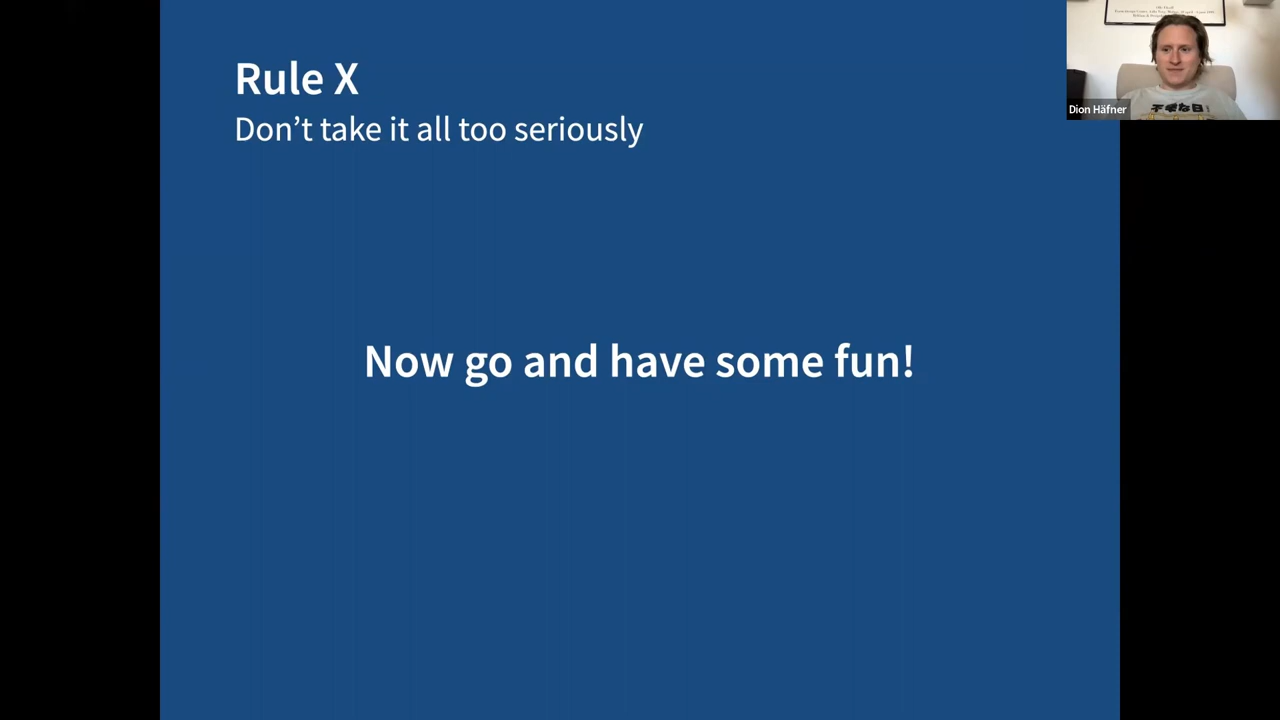 Rule X
Don't take it all too seriously
Now go and have some fun!
Dion Häfner